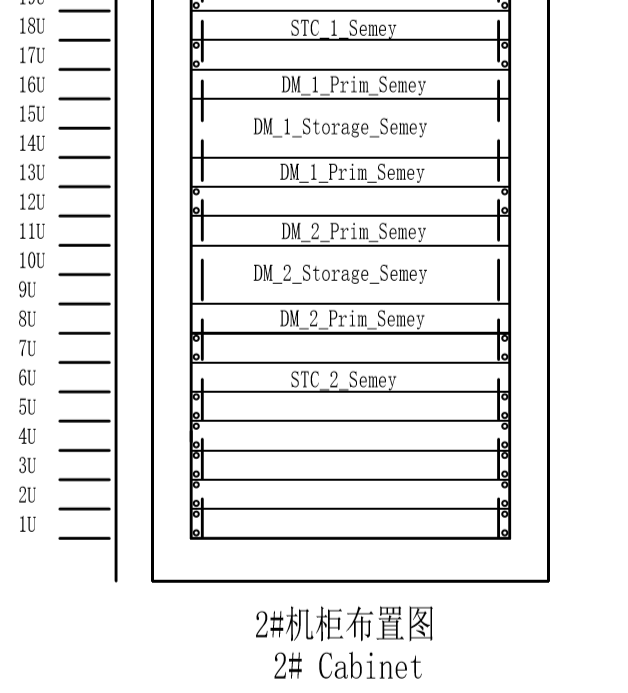 19U
18U STC_1_Semey
17U
16U DM_1_Prim_Semey
15U
DM_1_Storage_Semey
14U
13U DM_1_Prim_Semey
12U
11U DM_2_Prim_Semey
10U
DM_2_Storage_Semey
9U
8U DM_2_Prim_Semey
7U
6U STC_2_Semey
5U
4U
3U
2U
1U
2#机柜布置图
2# Cabinet